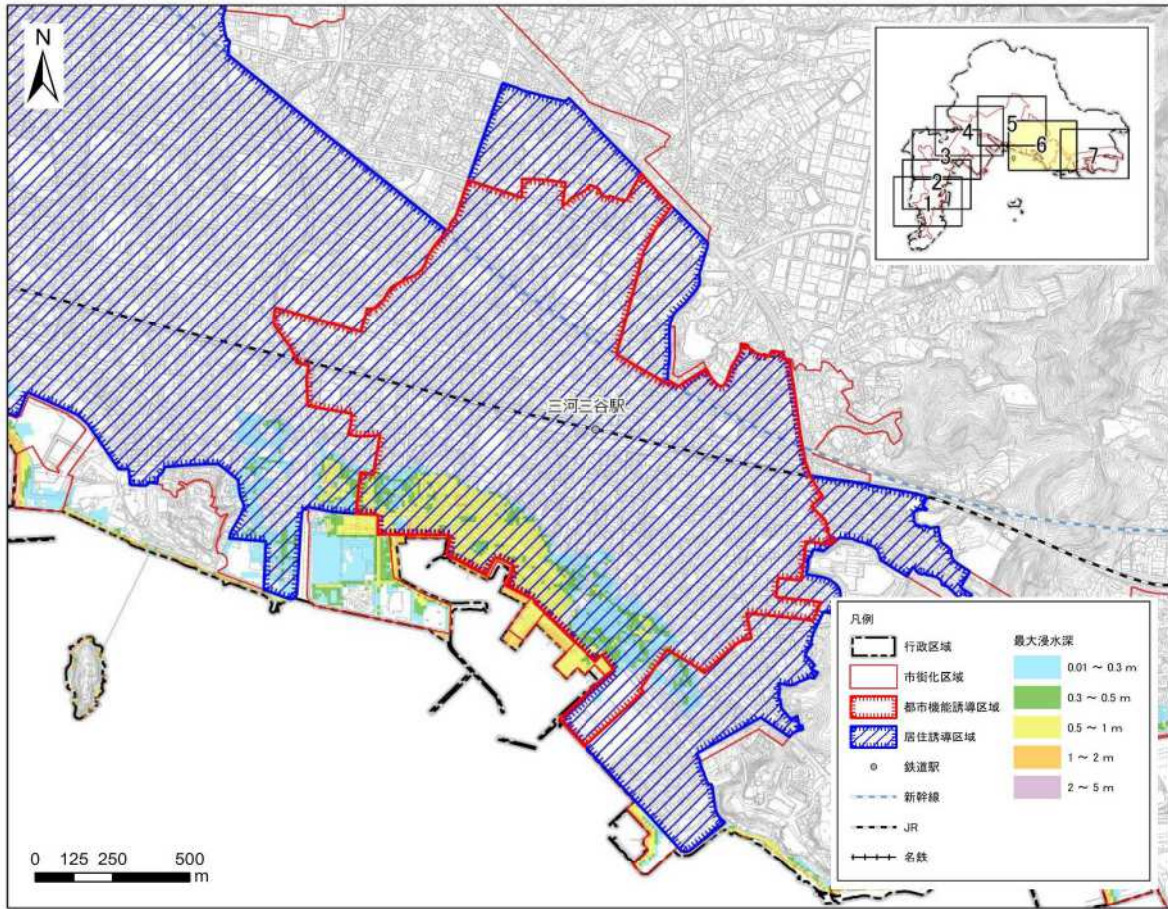 N
5
4
6
7
3
2
1
三河三谷駅
凡例
行政区域
市街化区域
都市機能誘導区域
居住誘導区域
鉄道駅
新幹線
JR
名鉄
最大浸水深
0.01 ～ 0.3 m
0.3 ～ 0.5 m
0.5 ～ 1 m
1 ～ 2 m
2 ～ 5 m
0 125 250 500
m